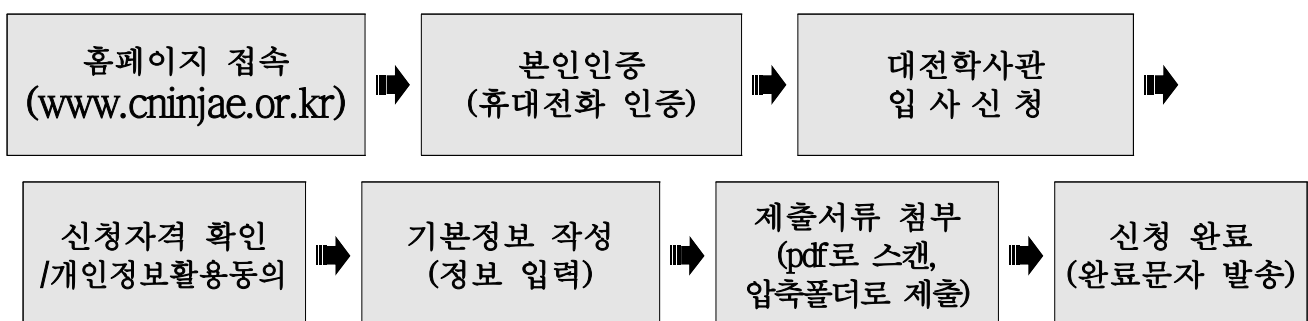 홈페이지 접속
(www.cninjae.or.kr)
본인인증
(휴대전화 인증)
대전학사관
입 사 신 청
신청자격 확인
/개인정보활용동의
기본정보 작성
(정보 입력)
제출서류 첨부
(pdf로 스캔,
압축폴더로 제출)
신청 완료
(완료문자 발송)